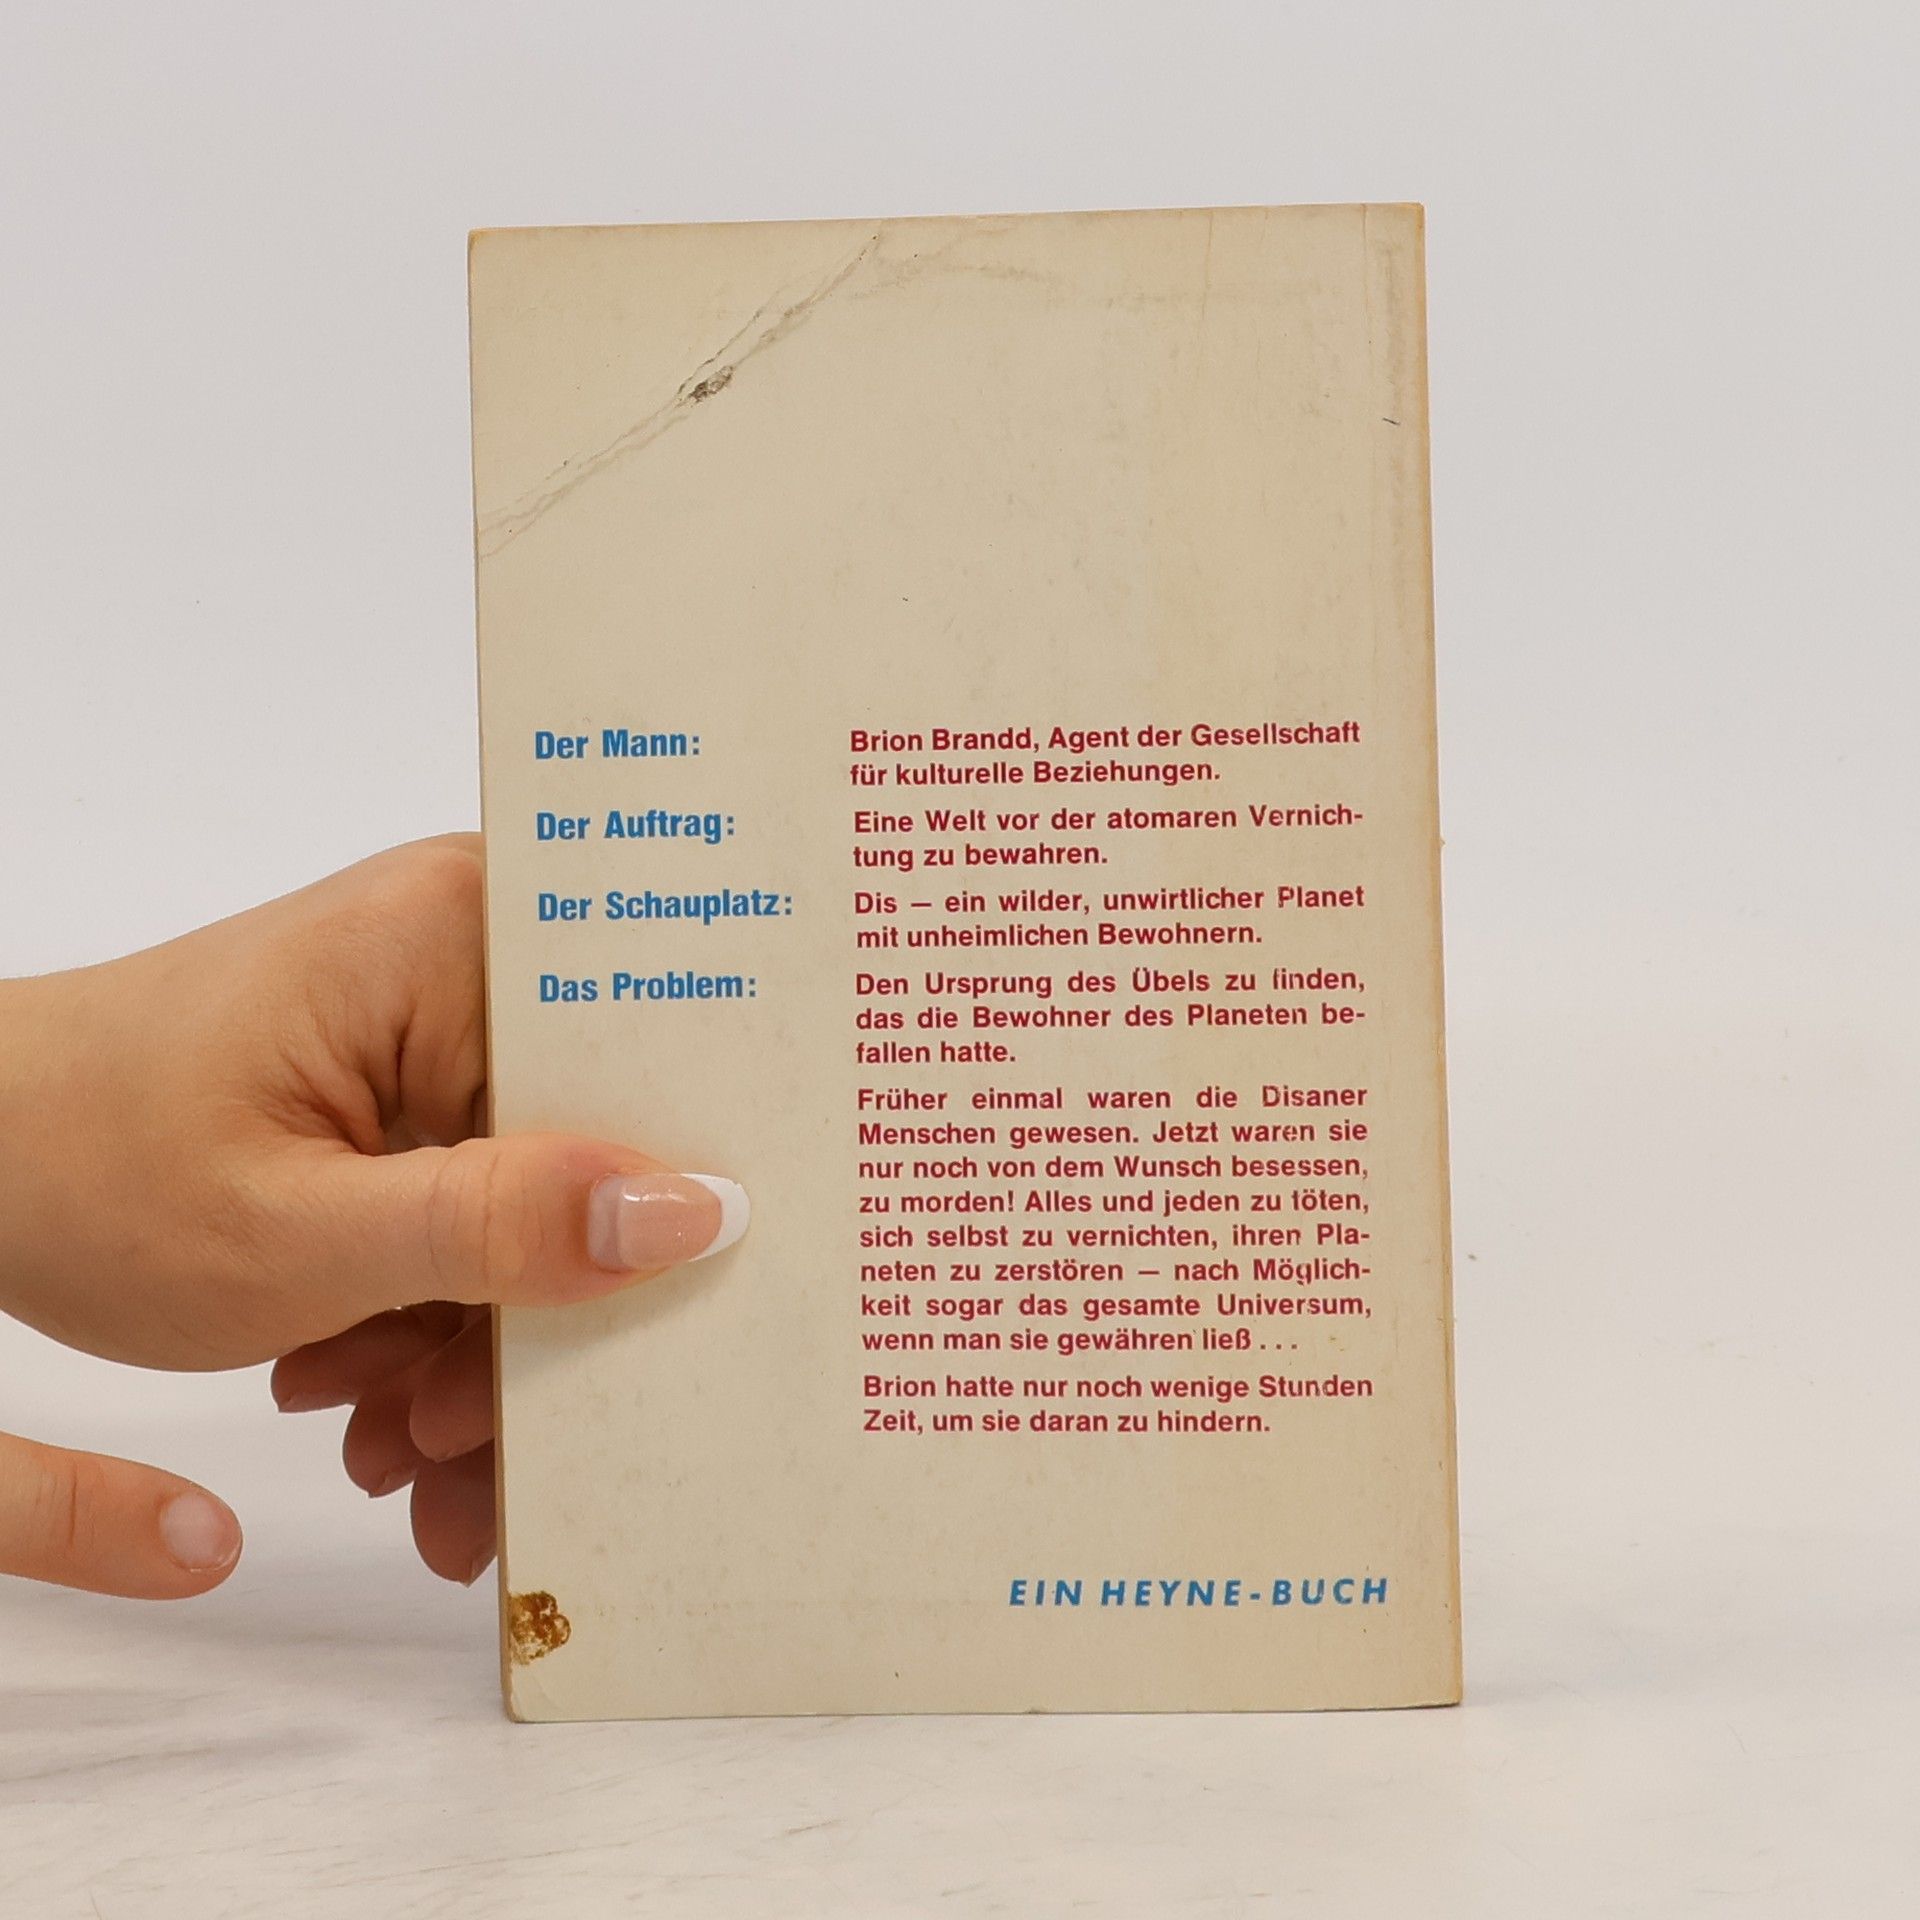 Der Mann: Brion Brandd, Agent der Gesellschaft
für kulturelle Beziehungen.
Der Auftrag: Eine Welt vor der atomaren Vernich-
tung zu bewahren.
Der Schauplatz: Dis – ein wilder, unwirtlicher Planet
mit unheimlichen Bewohnern.
Das Problem: Den Ursprung des Übels zu finden,
das die Bewohner des Planeten be-
fallen hatte.
Früher einmal waren die Disaner
Menschen gewesen. Jetzt waren sie
nur noch von dem Wunsch besessen,
zu morden! Alles und jeden zu töten,
sich selbst zu vernichten, ihren Pla-
neten zu zerstören – nach Möglich-
keit sogar das gesamte Universum,
wenn man sie gewähren ließ . . .
Brion hatte nur noch wenige Stunden
Zeit, um sie daran zu hindern.
EIN HEYNE-BUCH